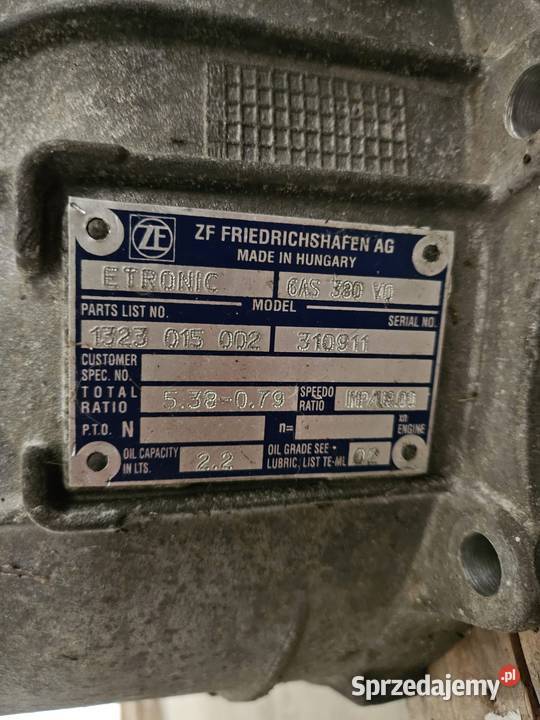 ZF
ZF FRIEDRICHSHAFEN AG
MADE IN HUNGARY
ETRONIC 6AS 380 VO
PARTS LIST NO. MODEL SERIAL NO.
1323 015 002 310911
CUSTOMER
SPEC. NO.
TOTAL
RATIO 5.38-0.79 SPEEDO
RATIO
P.T.O. N n= xn
ENGINE
OIL CAPACITY
IN LTS. 2.2 OIL GRADE SEE
LUBRIC. LIST TE-ML 02
Sprzedajemy.pl